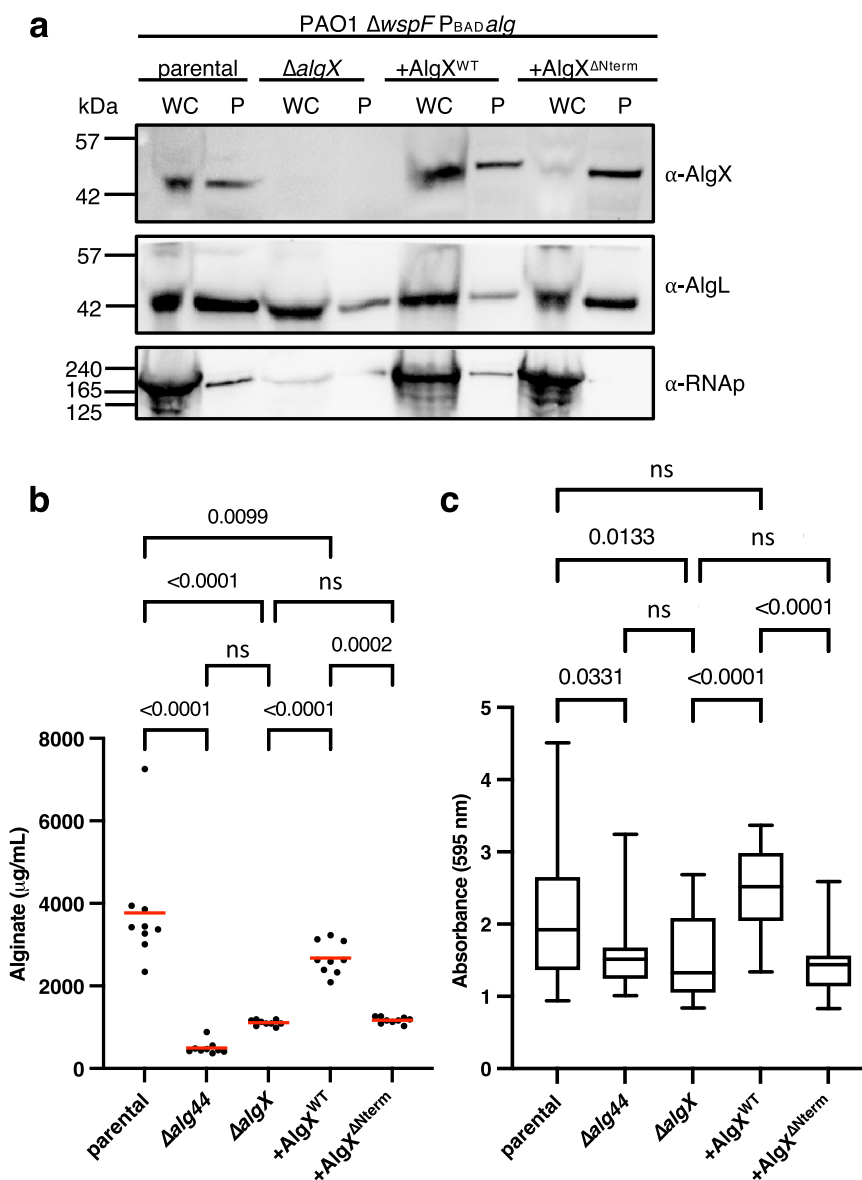 a
PAO1 ΔwspF PBADalg
parental ΔalgX +AlgXWT +AlgXΔNterm
kDa WC P WC P WC P WC P
57
42
α-AlgX
57
42
α-AlgL
240
165
125
α-RNAp
b
0.0099
<0.0001 ns
ns 0.0002
<0.0001 <0.0001
8000
6000
4000
2000
0
Alginate (μg/mL)
parental Δalg44 ΔalgX +AlgXWT +AlgXΔNterm
c
ns
0.0133 ns
ns <0.0001
0.0331 <0.0001
5
4
3
2
1
0
Absorbance (595 nm)
parental Δalg44 ΔalgX +AlgXWT +AlgXΔNterm